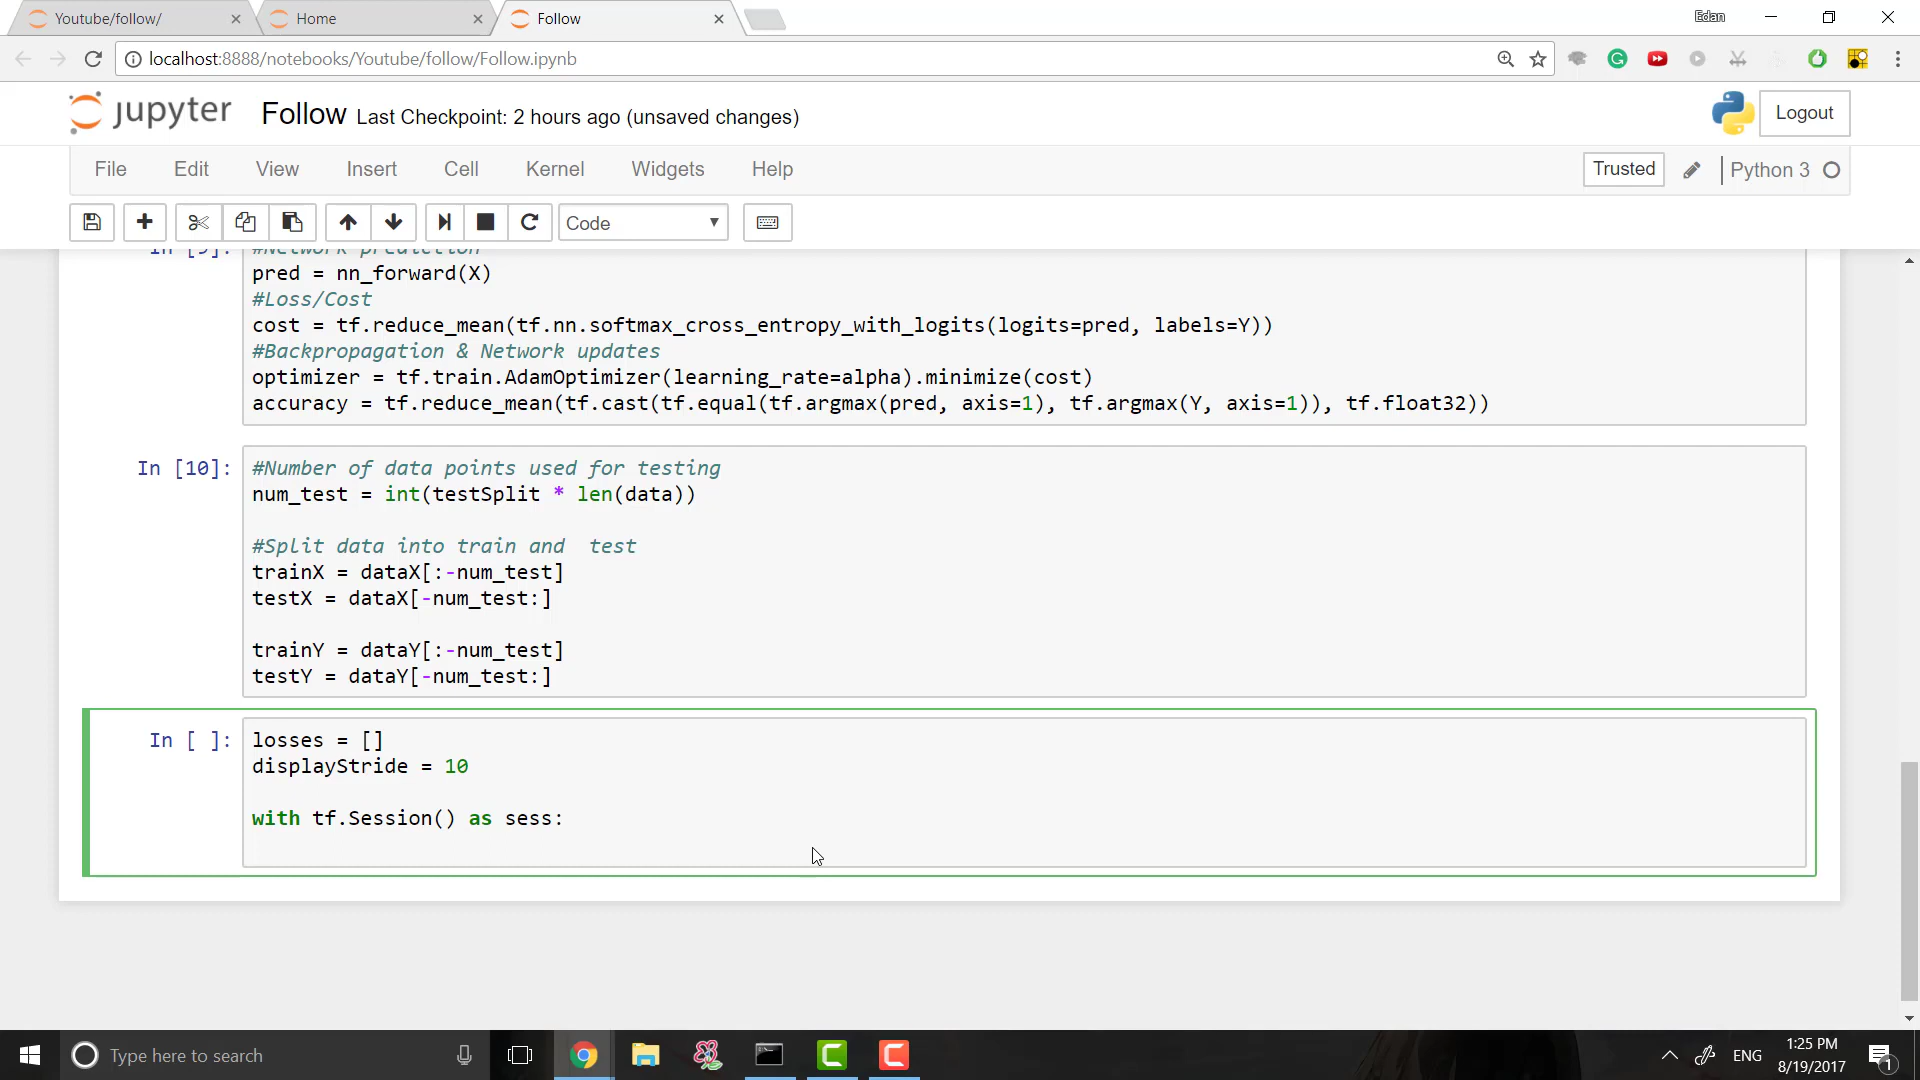 Youtube/follow/
Home
Follow
Edan
localhost:8888/notebooks/Youtube/follow/Follow.ipynb
jupyter
Follow Last Checkpoint: 2 hours ago (unsaved changes)
Logout
File Edit View Insert Cell Kernel Widgets Help
Trusted
Python 3
Code
In [9]: #Network prediction
pred = nn_forward(X)
#Loss/Cost
cost = tf.reduce_mean(tf.nn.softmax_cross_entropy_with_logits(logits=pred, labels=Y))
#Backpropagation & Network updates
optimizer = tf.train.AdamOptimizer(learning_rate=alpha).minimize(cost)
accuracy = tf.reduce_mean(tf.cast(tf.equal(tf.argmax(pred, axis=1), tf.argmax(Y, axis=1)), tf.float32))
In [10]: #Number of data points used for testing
num_test = int(testSplit * len(data))
#Split data into train and  test
trainX = dataX[:-num_test]
testX = dataX[-num_test:]
trainY = dataY[:-num_test]
testY = dataY[-num_test:]
In [ ]: losses = []
displayStride = 10
with tf.Session() as sess:
Type here to search
ENG
1:25 PM
8/19/2017
1